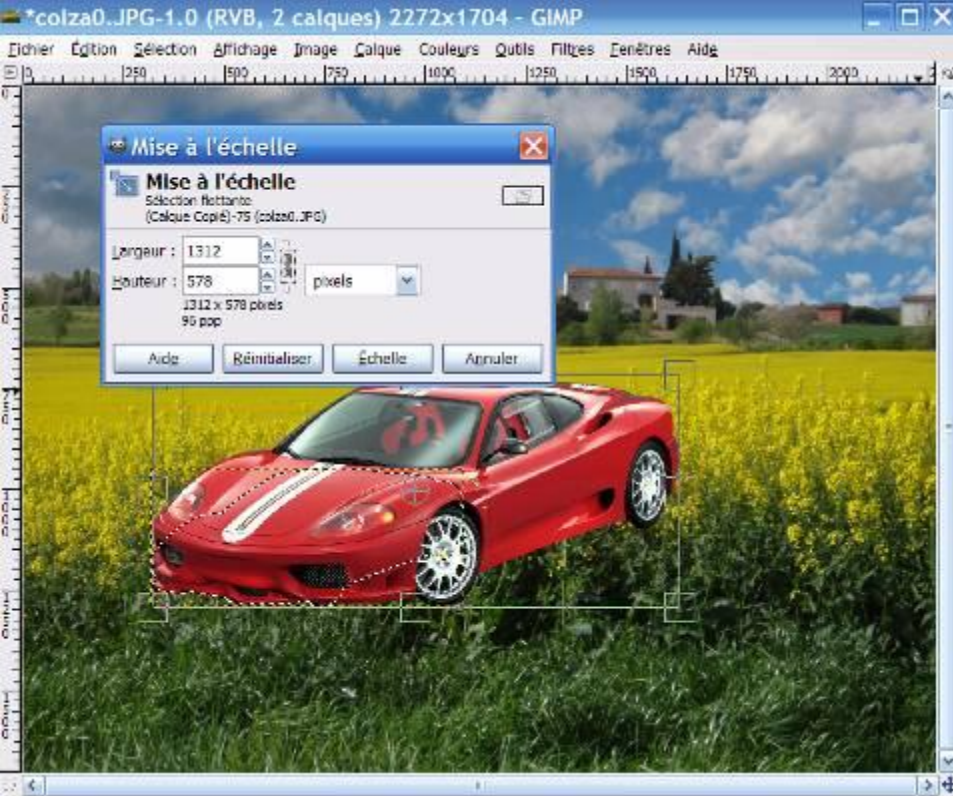 *colza0.JPG-1.0 (RVB, 2 calques) 2272x1704 - GIMP
Fichier Édition Sélection Affichage Image Calque Couleurs Outils Filtres Fenêtres Aide
0 250 500 750 1000 1250 1500 1750 2000
Mise à l'échelle
Mise à l'échelle
Sélection flottante
(Calque Copié)-75 (colza0.JPG)
Largeur : 1312
Hauteur : 578 pixels
1312 x 578 pixels
96 ppp
Aide Réinitialiser Échelle Annuler